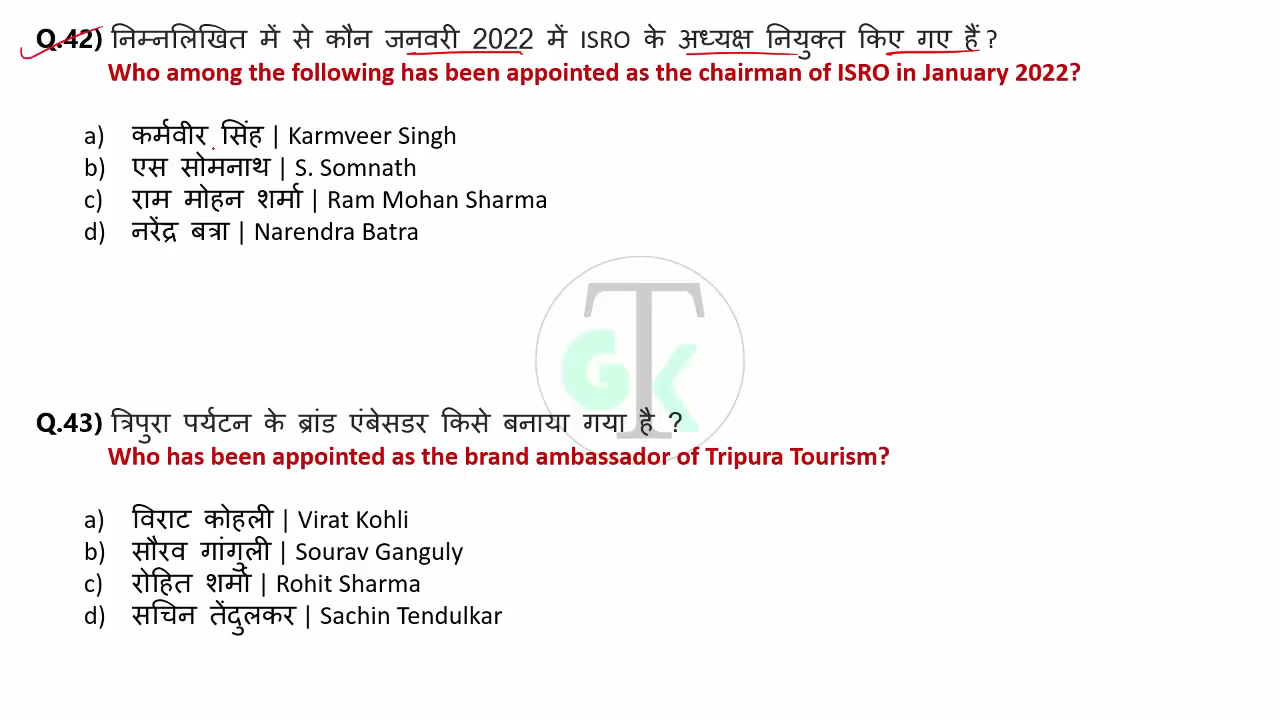 Q.42) निम्नलिखित में से कौन जनवरी 2022 में ISRO के अध्यक्ष नियुक्त किए गए हैं ?
Who among the following has been appointed as the chairman of ISRO in January 2022?
a) कर्मवीर सिंह | Karmveer Singh
b) एस सोमनाथ | S. Somnath
c) राम मोहन शर्मा | Ram Mohan Sharma
d) नरेंद्र बत्रा | Narendra Batra
GTK
Q.43) त्रिपुरा पर्यटन के ब्रांड एंबेसडर किसे बनाया गया है ?
Who has been appointed as the brand ambassador of Tripura Tourism?
a) विराट कोहली | Virat Kohli
b) सौरव गांगुली | Sourav Ganguly
c) रोहित शर्मा | Rohit Sharma
d) सचिन तेंदुलकर | Sachin Tendulkar